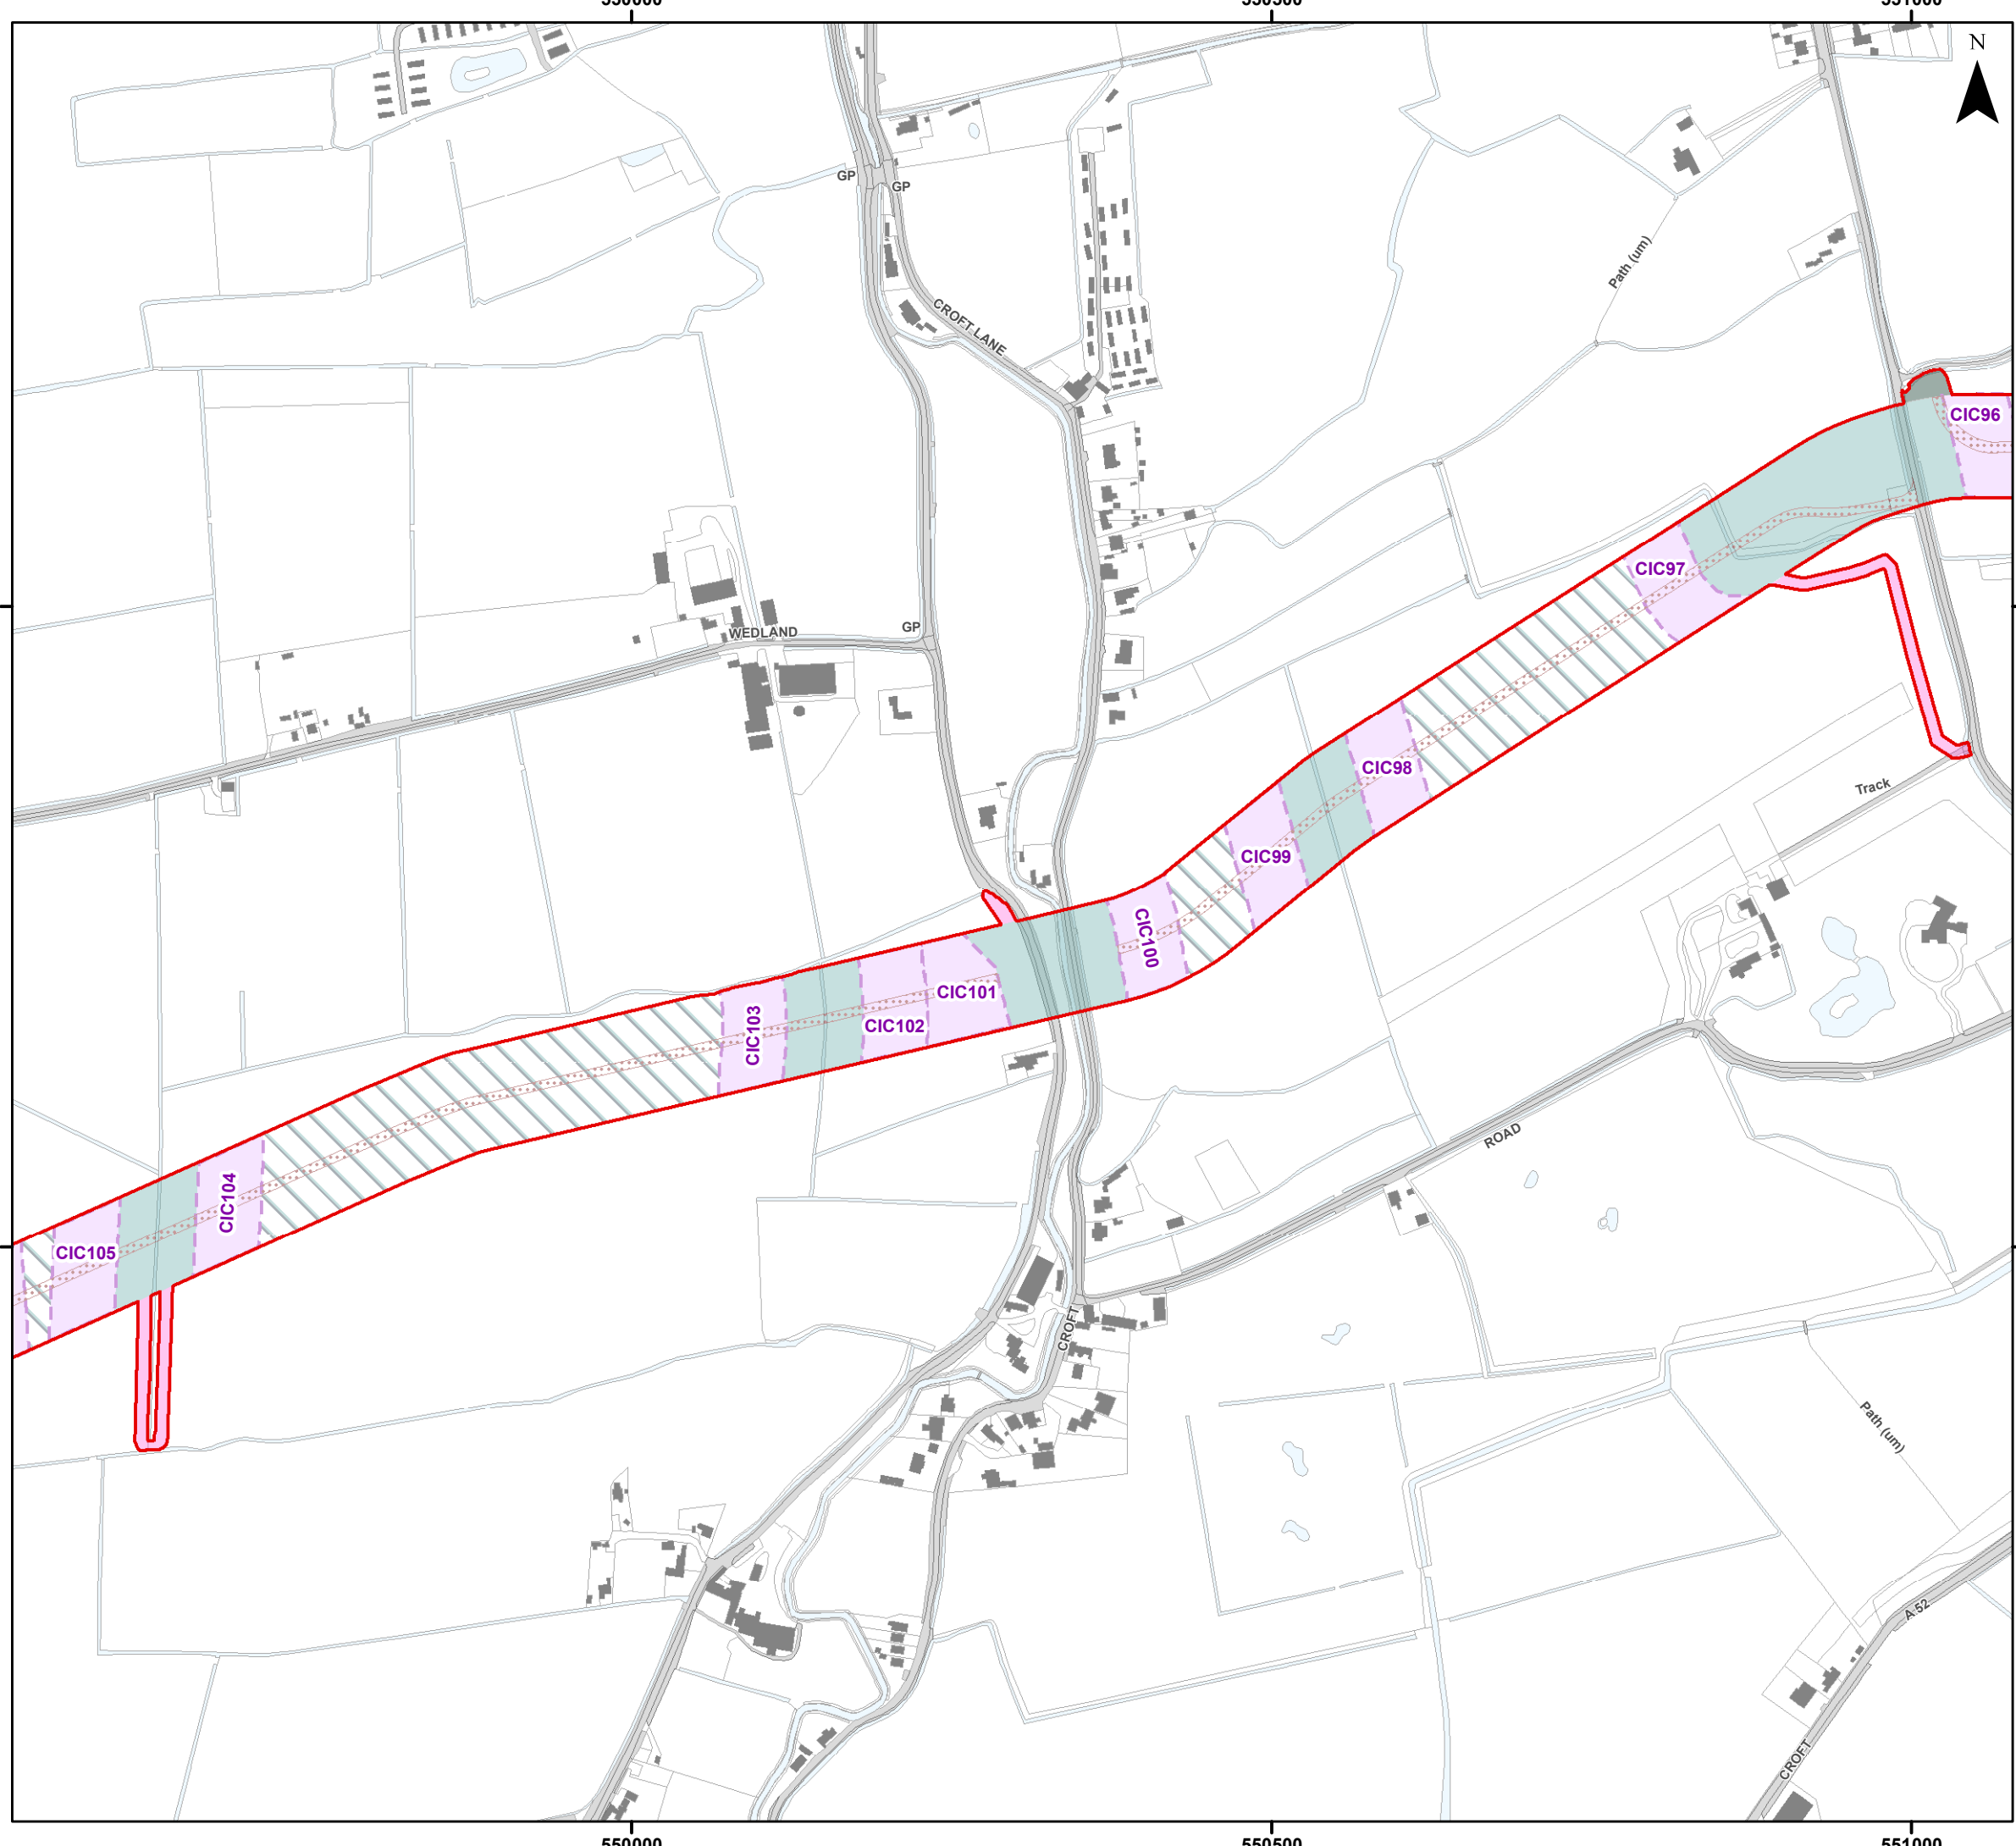 550000
550500
551000
N
GP
GP
CROFT LANE
Path (um)
CIC96
CIC97
WEDLAND
GP
CIC98
Track
CIC99
CIC100
CIC101
CIC102
CIC103
ROAD
CIC104
CIC105
CROFT
Path (um)
A 52
CROFT
550000
550500
551000